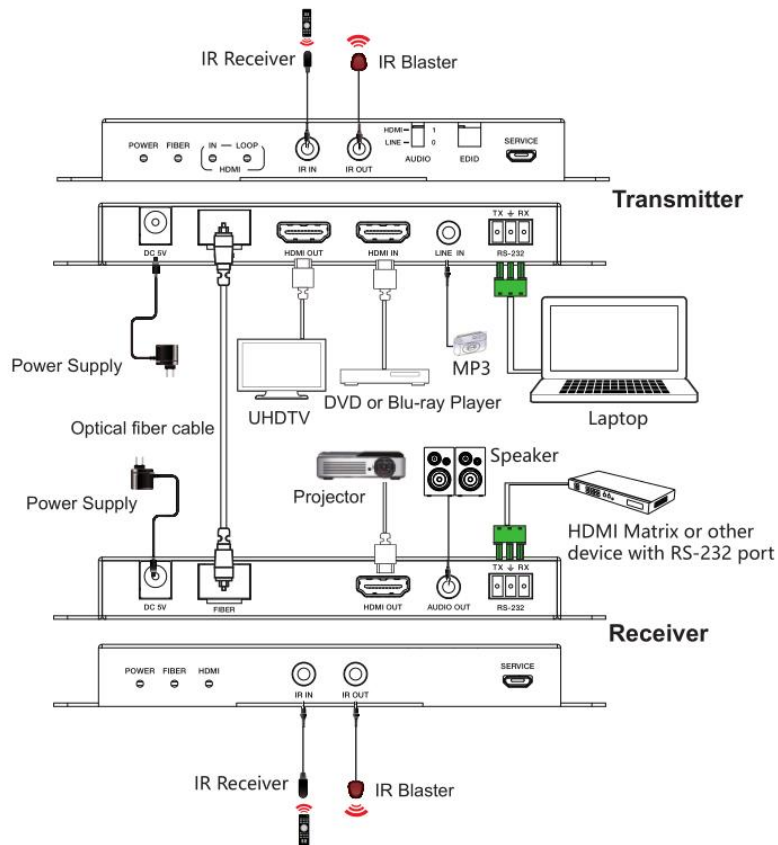 IR Receiver
IR Blaster
POWER FIBER IN LOOP
HDMI
IR IN IR OUT
HDMI 1
LINE 0
AUDIO EDID
SERVICE
Transmitter
DC 5V HDMI OUT HDMI IN LINE IN
TX RX
RS-232
Power Supply
UHDTV
DVD or Blu-ray Player
MP3
Laptop
Optical fiber cable
Power Supply
Projector
Speaker
HDMI Matrix or other
device with RS-232 port
DC 5V FIBER HDMI OUT AUDIO OUT
TX RX
RS-232
Receiver
POWER FIBER HDMI
IR IN IR OUT
SERVICE
IR Receiver
IR Blaster